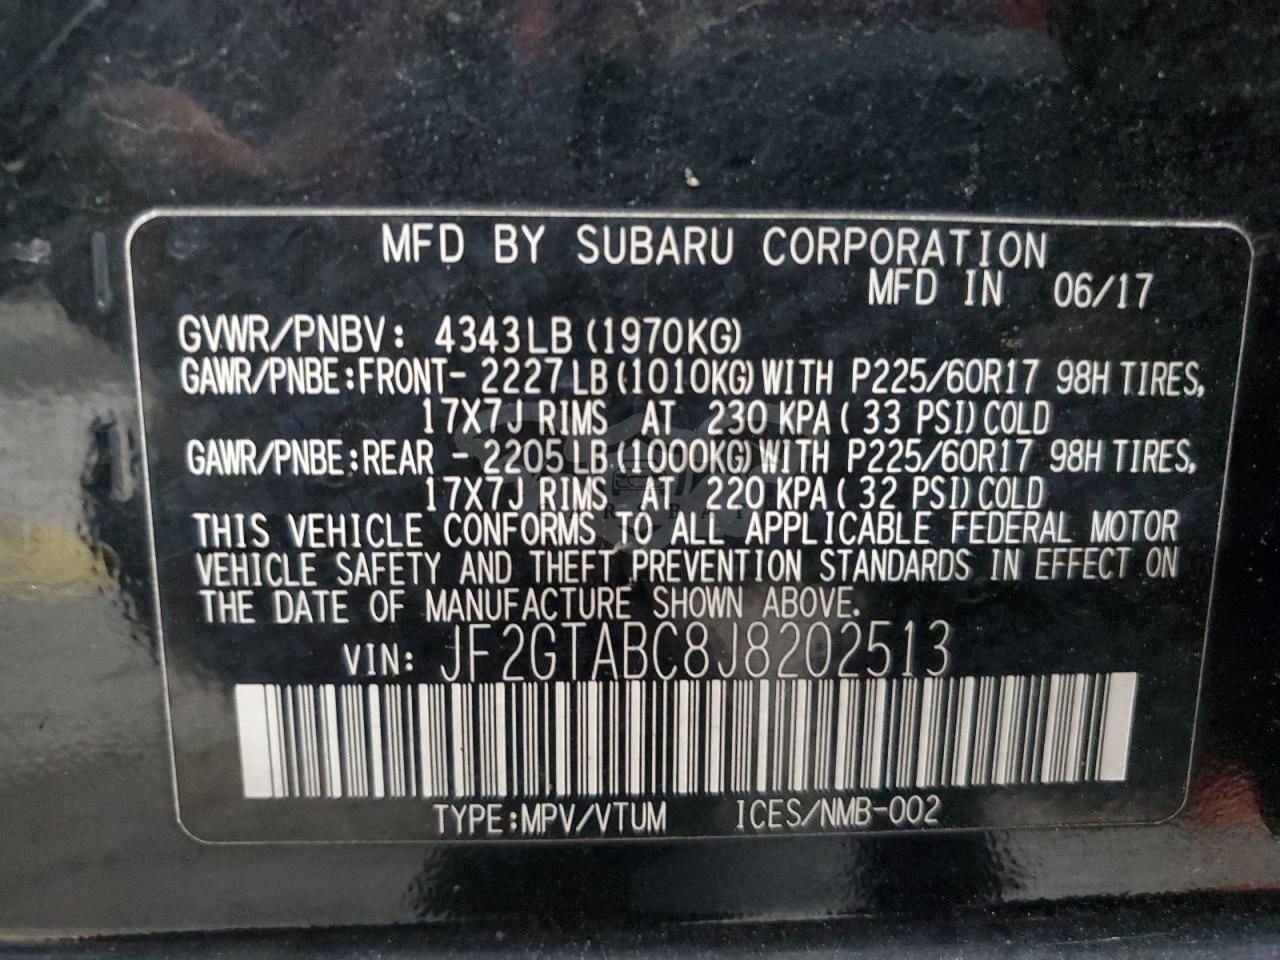 MFD BY SUBARU CORPORATION
MFD IN 06/17
GVWR/PNBV: 4343LB (1970KG)
GAWR/PNBE:FRONT- 2227LB(1010KG)WITH P225/60R17 98H TIRES,
17X7J RIMS AT 230 KPA( 33 PSI)COLD
GAWR/PNBE:REAR - 2205LB(1000KG)WITH P225/60R17 98H TIRES,
17X7J RIMS AT 220 KPA( 32 PSI)COLD
THIS VEHICLE CONFORMS TO ALL APPLICABLE FEDERAL MOTOR
VEHICLE SAFETY AND THEFT PREVENTION STANDARDS IN EFFECT ON
THE DATE OF MANUFACTURE SHOWN ABOVE.
VIN: JF2GTABC8J8202513
TYPE:MPV/VTUM ICES/NMB-002